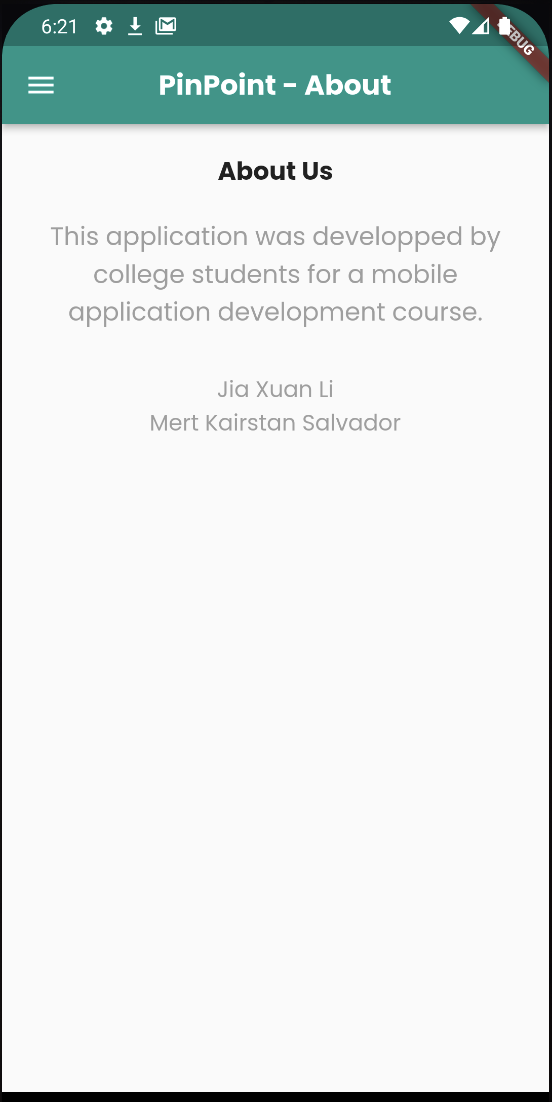 6:21
PinPoint - About
About Us
This application was developped by
college students for a mobile
application development course.
Jia Xuan Li
Mert Kairstan Salvador